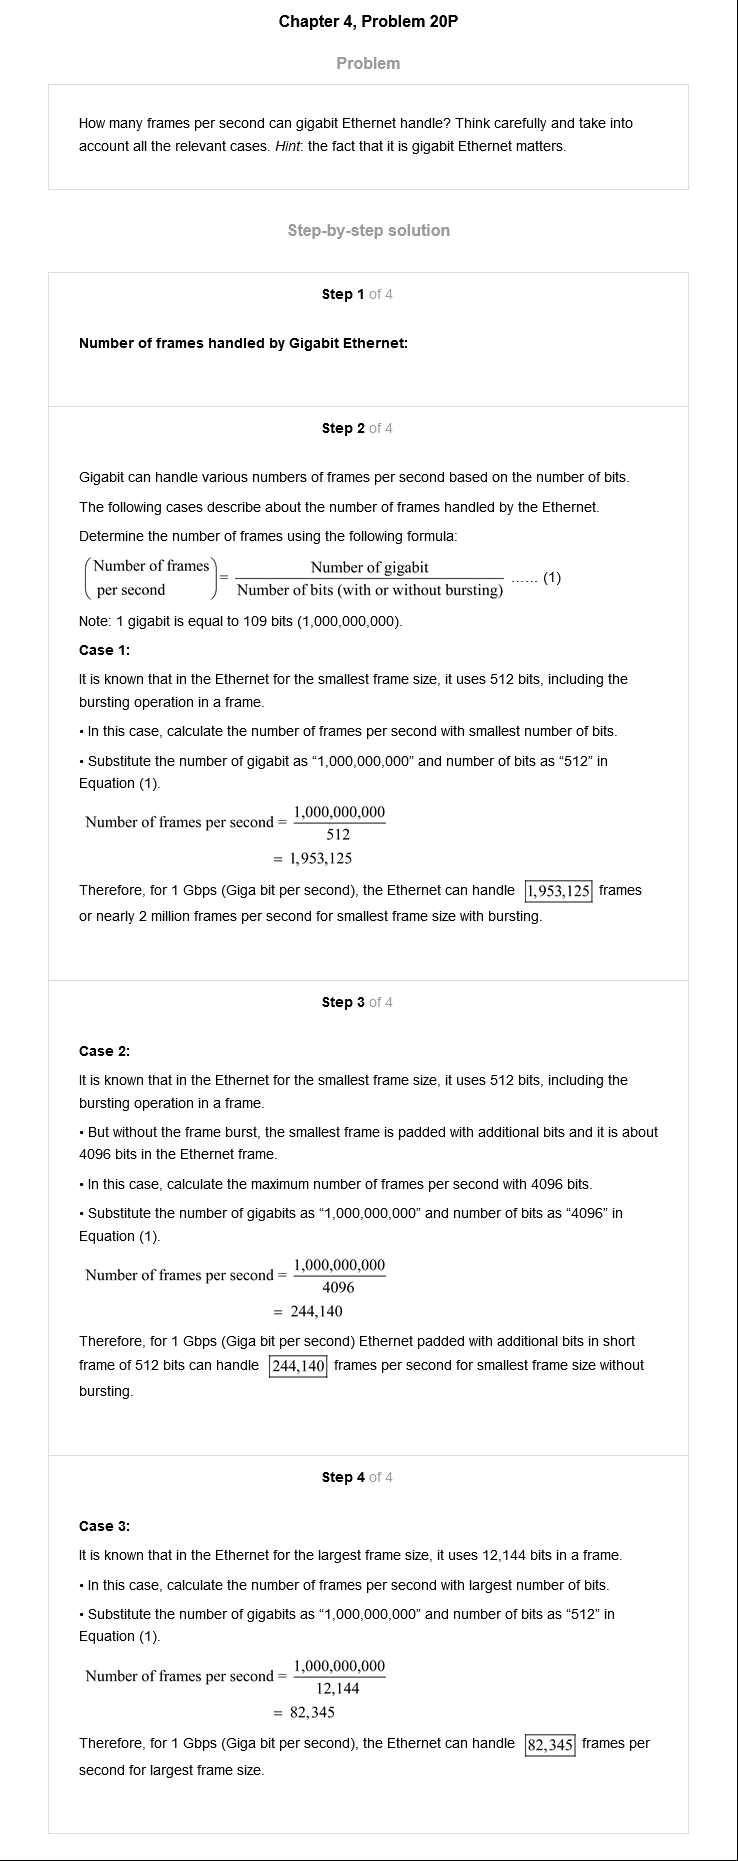 Chapter 4, Problem 20P
Problem
How many frames per second can gigabit Ethernet handle? Think carefully and take into
account all the relevant cases. Hint: the fact that it is gigabit Ethernet matters.
Step-by-step solution
Step 1 of 4
Number of frames handled by Gigabit Ethernet:
Step 2 of 4
Gigabit can handle various numbers of frames per second based on the number of bits.
The following cases describe about the number of frames handled by the Ethernet.
Determine the number of frames using the following formula:
(Number of frames per second) = Number of gigabit / Number of bits (with or without bursting) ...... (1)
Note: 1 gigabit is equal to 109 bits (1,000,000,000).
Case 1:
It is known that in the Ethernet for the smallest frame size, it uses 512 bits, including the
bursting operation in a frame.
• In this case, calculate the number of frames per second with smallest number of bits.
• Substitute the number of gigabit as “1,000,000,000” and number of bits as “512” in
Equation (1).
Number of frames per second = 1,000,000,000 / 512
= 1,953,125
Therefore, for 1 Gbps (Giga bit per second), the Ethernet can handle 1,953,125 frames
or nearly 2 million frames per second for smallest frame size with bursting.
Step 3 of 4
Case 2:
It is known that in the Ethernet for the smallest frame size, it uses 512 bits, including the
bursting operation in a frame.
• But without the frame burst, the smallest frame is padded with additional bits and it is about
4096 bits in the Ethernet frame.
• In this case, calculate the maximum number of frames per second with 4096 bits.
• Substitute the number of gigabits as “1,000,000,000” and number of bits as “4096” in
Equation (1).
Number of frames per second = 1,000,000,000 / 4096
= 244,140
Therefore, for 1 Gbps (Giga bit per second) Ethernet padded with additional bits in short
frame of 512 bits can handle 244,140 frames per second for smallest frame size without
bursting.
Step 4 of 4
Case 3:
It is known that in the Ethernet for the largest frame size, it uses 12,144 bits in a frame.
• In this case, calculate the number of frames per second with largest number of bits.
• Substitute the number of gigabits as “1,000,000,000” and number of bits as “512” in
Equation (1).
Number of frames per second = 1,000,000,000 / 12,144
= 82,345
Therefore, for 1 Gbps (Giga bit per second), the Ethernet can handle 82,345 frames per
second for largest frame size.